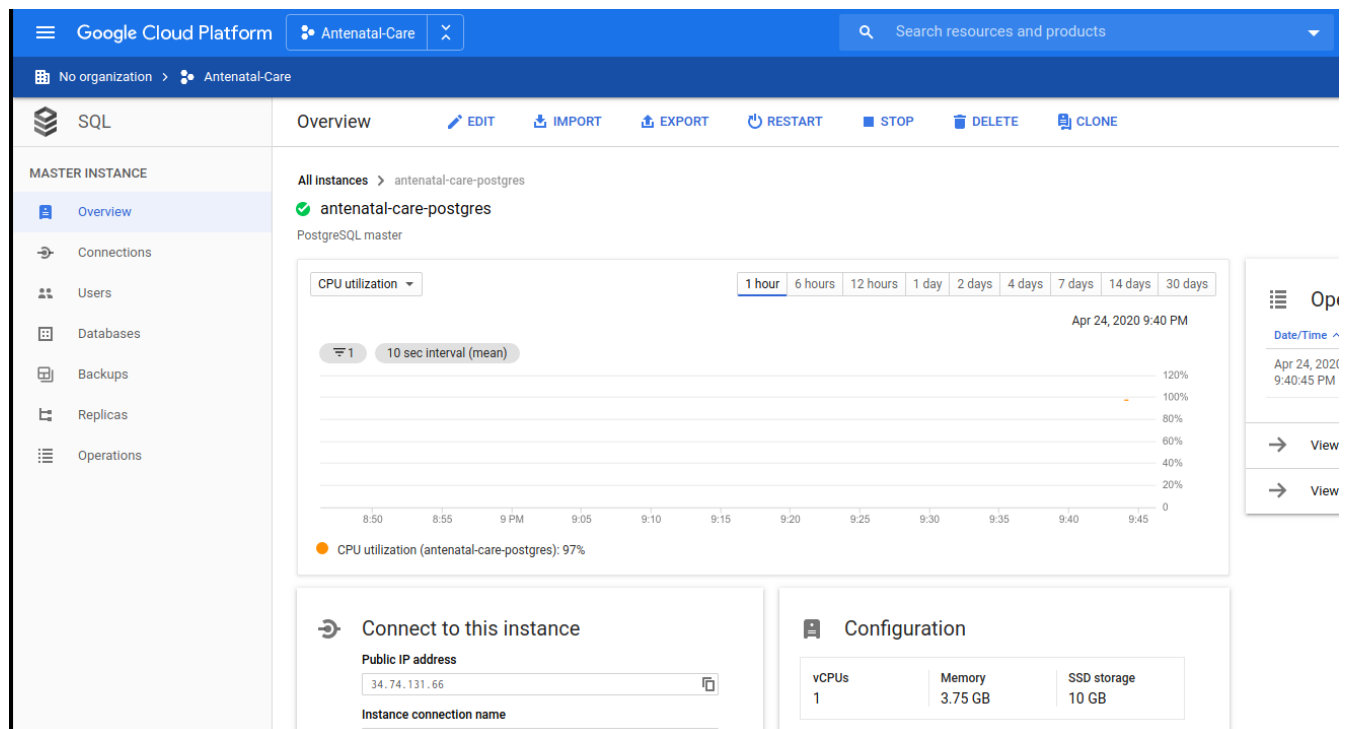 Google Cloud Platform Antenatal-Care Search resources and products
No organization > Antenatal-Care
SQL
Overview EDIT IMPORT EXPORT RESTART STOP DELETE CLONE
MASTER INSTANCE
Overview
Connections
Users
Databases
Backups
Replicas
Operations
All instances > antenatal-care-postgres
antenatal-care-postgres
PostgreSQL master
CPU utilization 1 hour 6 hours 12 hours 1 day 2 days 4 days 7 days 14 days 30 days
Apr 24, 2020 9:40 PM
1 10 sec interval (mean)
120%
100%
80%
60%
40%
20%
0
8:50 8:55 9 PM 9:05 9:10 9:15 9:20 9:25 9:30 9:35 9:40 9:45
CPU utilization (antenatal-care-postgres): 97%
Date/Time
Apr 24, 2020
9:40:45 PM
View
View
Connect to this instance
Public IP address
34.74.131.66
Instance connection name
Configuration
vCPUs Memory SSD storage
1 3.75 GB 10 GB